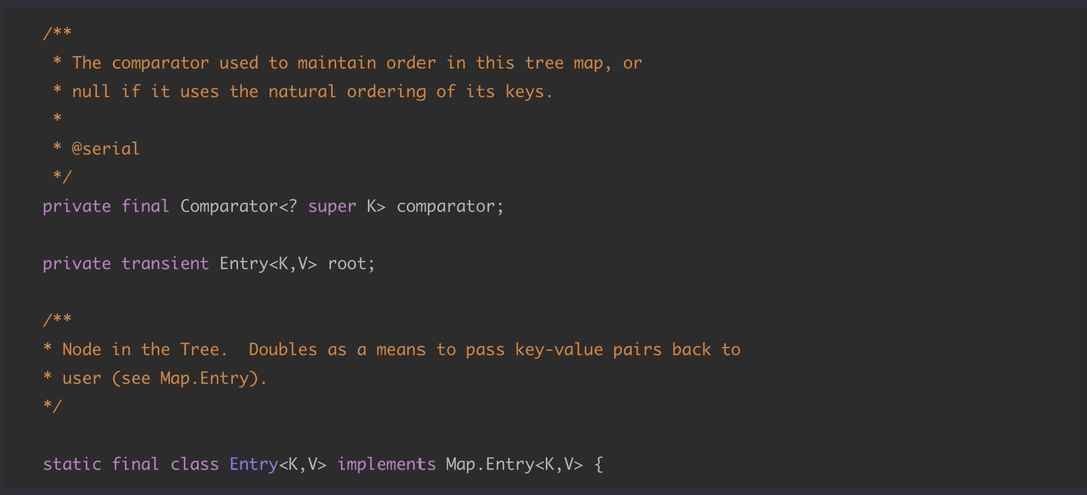 /**
 * The comparator used to maintain order in this tree map, or
 * null if it uses the natural ordering of its keys.
 *
 * @serial
 */
private final Comparator<? super K> comparator;
private transient Entry<K,V> root;
/**
* Node in the Tree.  Doubles as a means to pass key-value pairs back to
* user (see Map.Entry).
*/
static final class Entry<K,V> implements Map.Entry<K,V> {